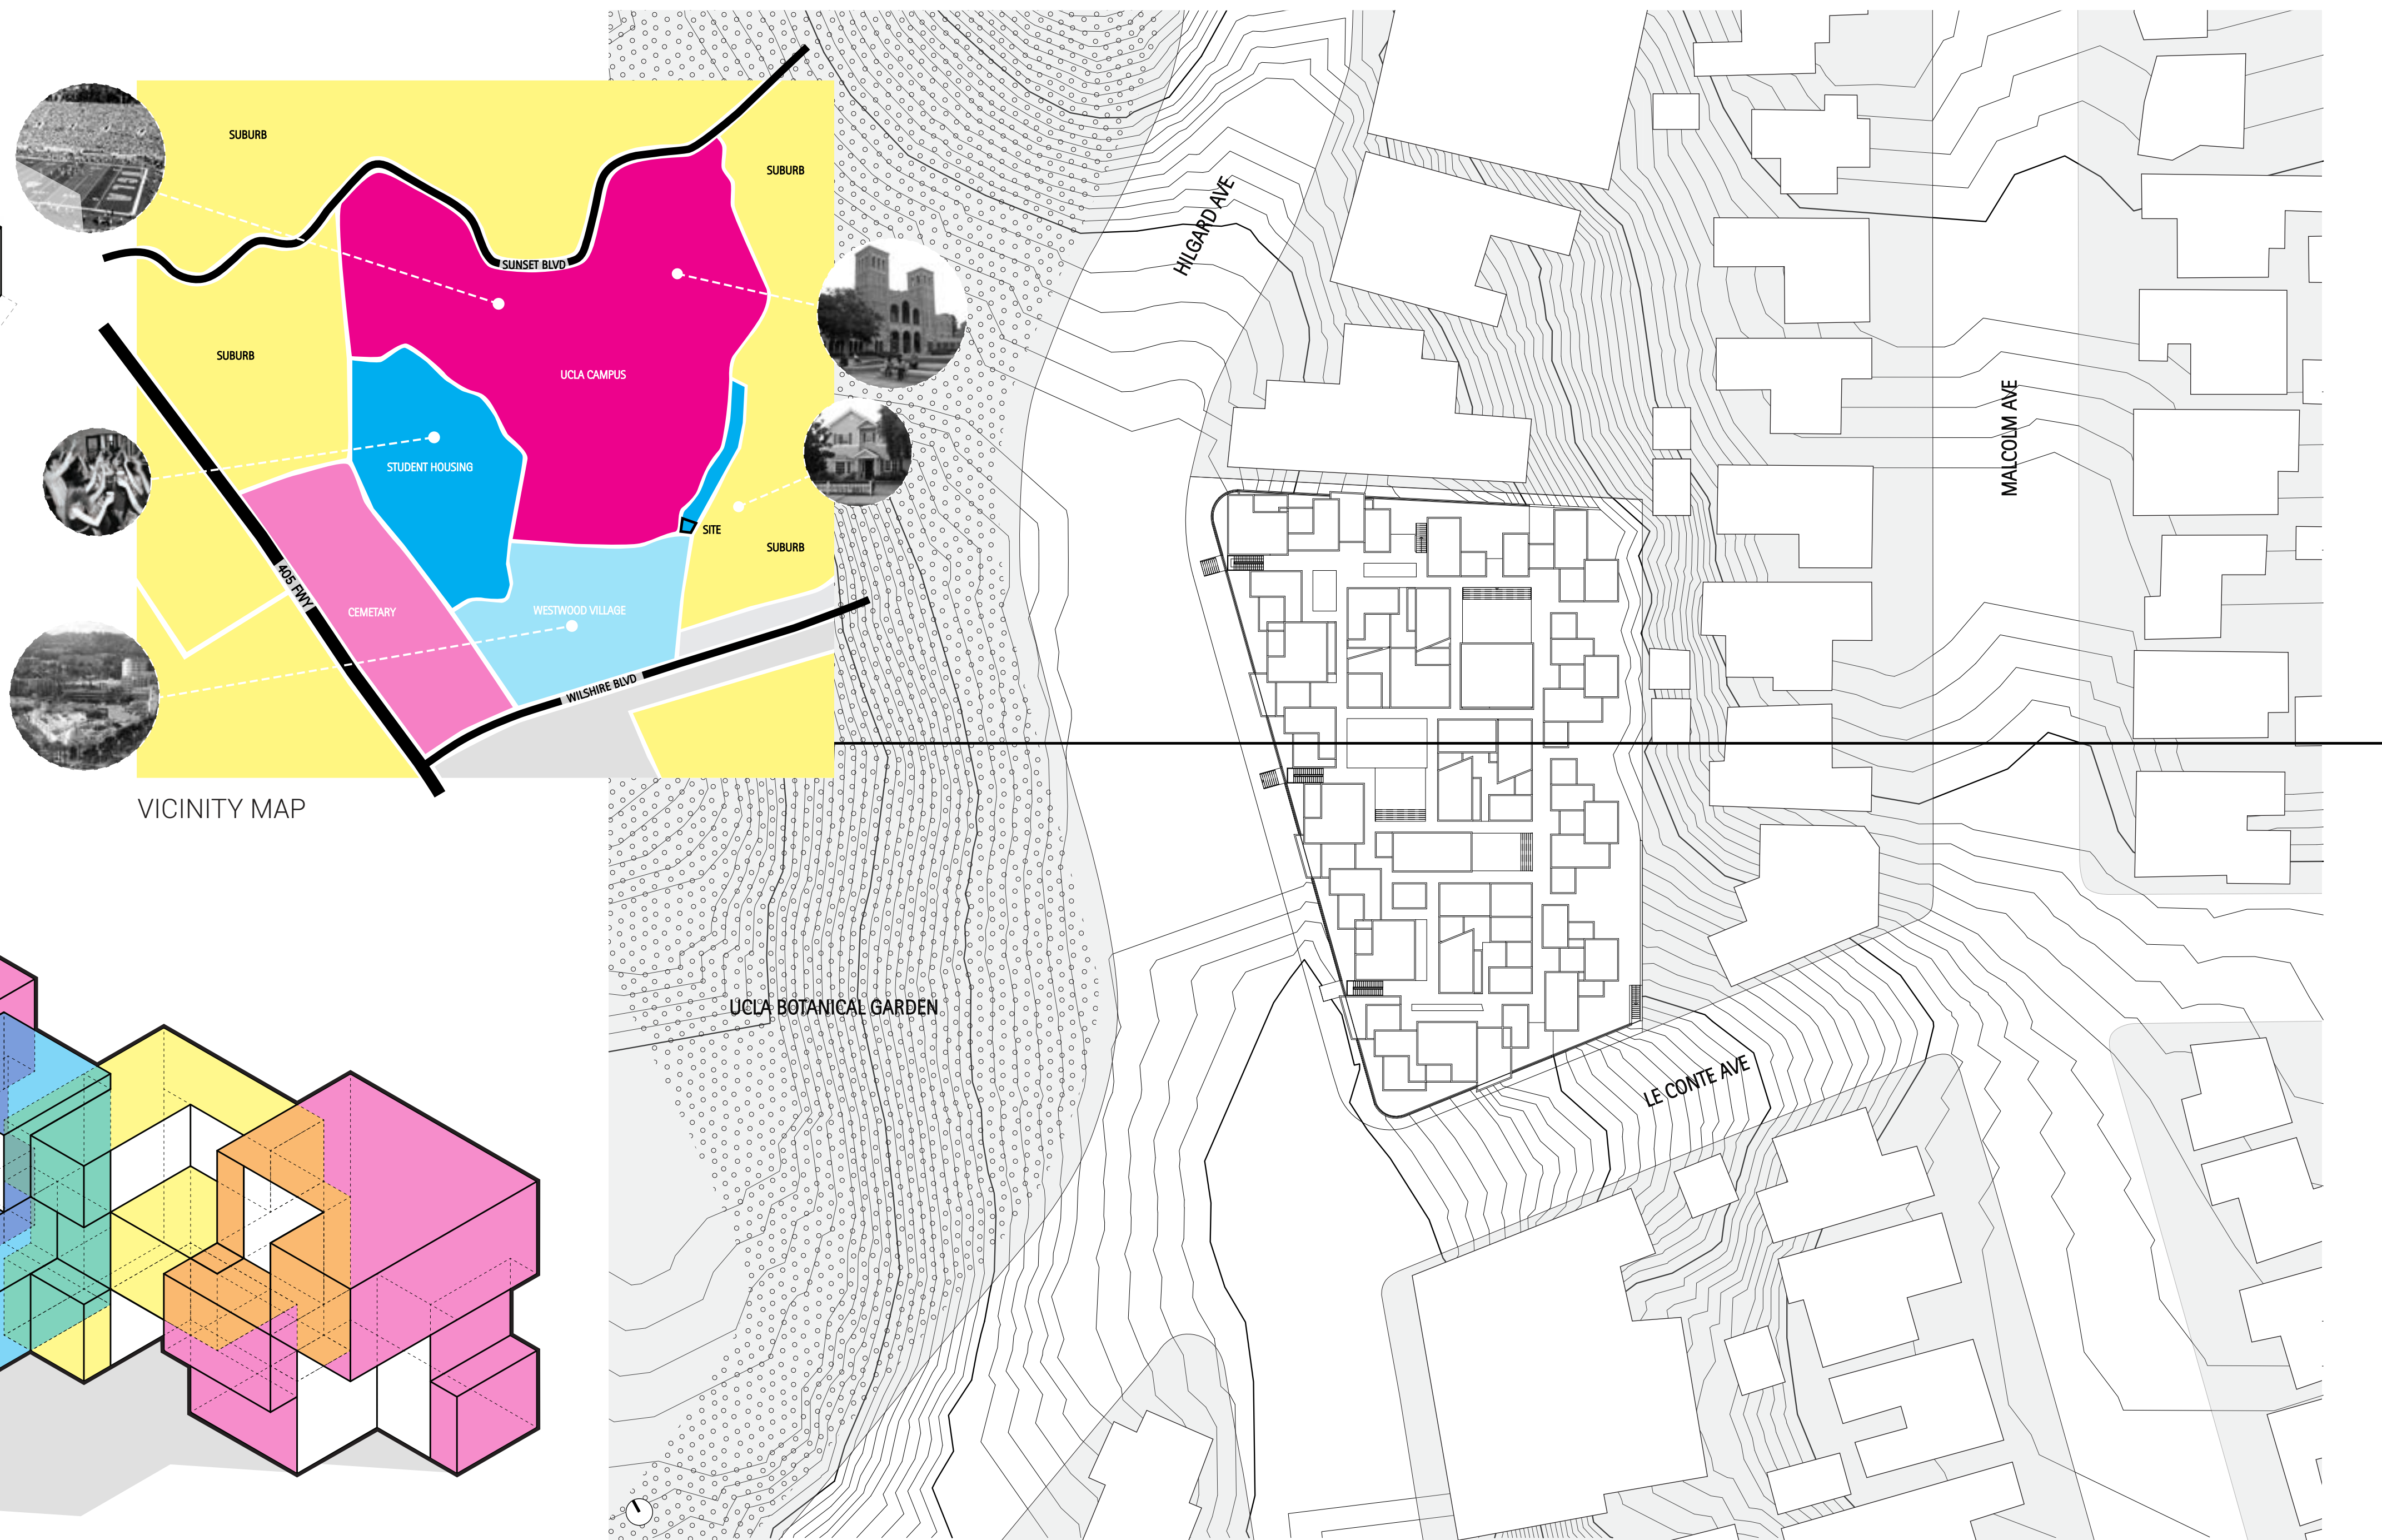 SUBURB
SUBURB
SUNSET BLVD
SUBURB
UCLA CAMPUS
STUDENT HOUSING
SITE
SUBURB
405 FWY
CEMETARY
WESTWOOD VILLAGE
WILSHIRE BLVD
VICINITY MAP
HILGARD AVE
MALCOLM AVE
UCLA BOTANICAL GARDEN
LE CONTE AVE